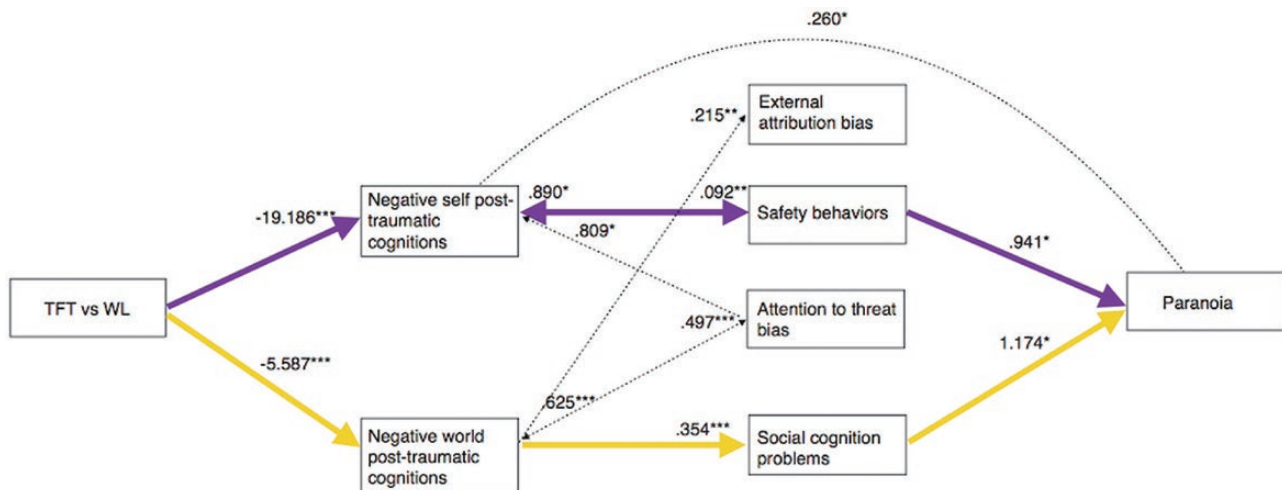 .260*
.215**
External
attribution bias
Negative self post-
traumatic
cognitions
.890*
.092**
Safety behaviors
-19.186***
.809*
.941*
TFT vs WL
.497***
Attention to threat
bias
Paranoia
-5.587***
1.174*
.625***
Negative world
post-traumatic
cognitions
.354***
Social cognition
problems